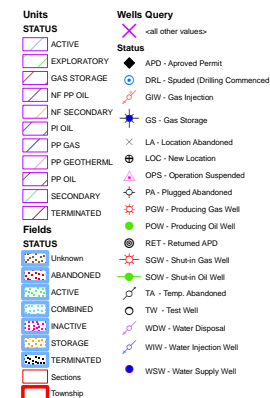 Units
STATUS
ACTIVE
EXPLORATORY
GAS STORAGE
NF PP OIL
NF SECONDARY
PI OIL
PP GAS
PP GEOTHERML
PP OIL
SECONDARY
TERMINATED
Fields
STATUS
Unknown
ABANDONED
ACTIVE
COMBINED
INACTIVE
STORAGE
TERMINATED
Sections
Township
Wells Query
<all other values>
Status
APD - Aproved Permit
DRL - Spuded (Drilling Commenced
GIW - Gas Injection
GS - Gas Storage
LA - Location Abandoned
LOC - New Location
OPS - Operation Suspended
PA - Plugged Abandoned
PGW - Producing Gas Well
POW - Producing Oil Well
RET - Returned APD
SGW - Shut-in Gas Well
SOW - Shut-in Oil Well
TA - Temp. Abandoned
TW - Test Well
WDW - Water Disposal
WIW - Water Injection Well
WSW - Water Supply Well